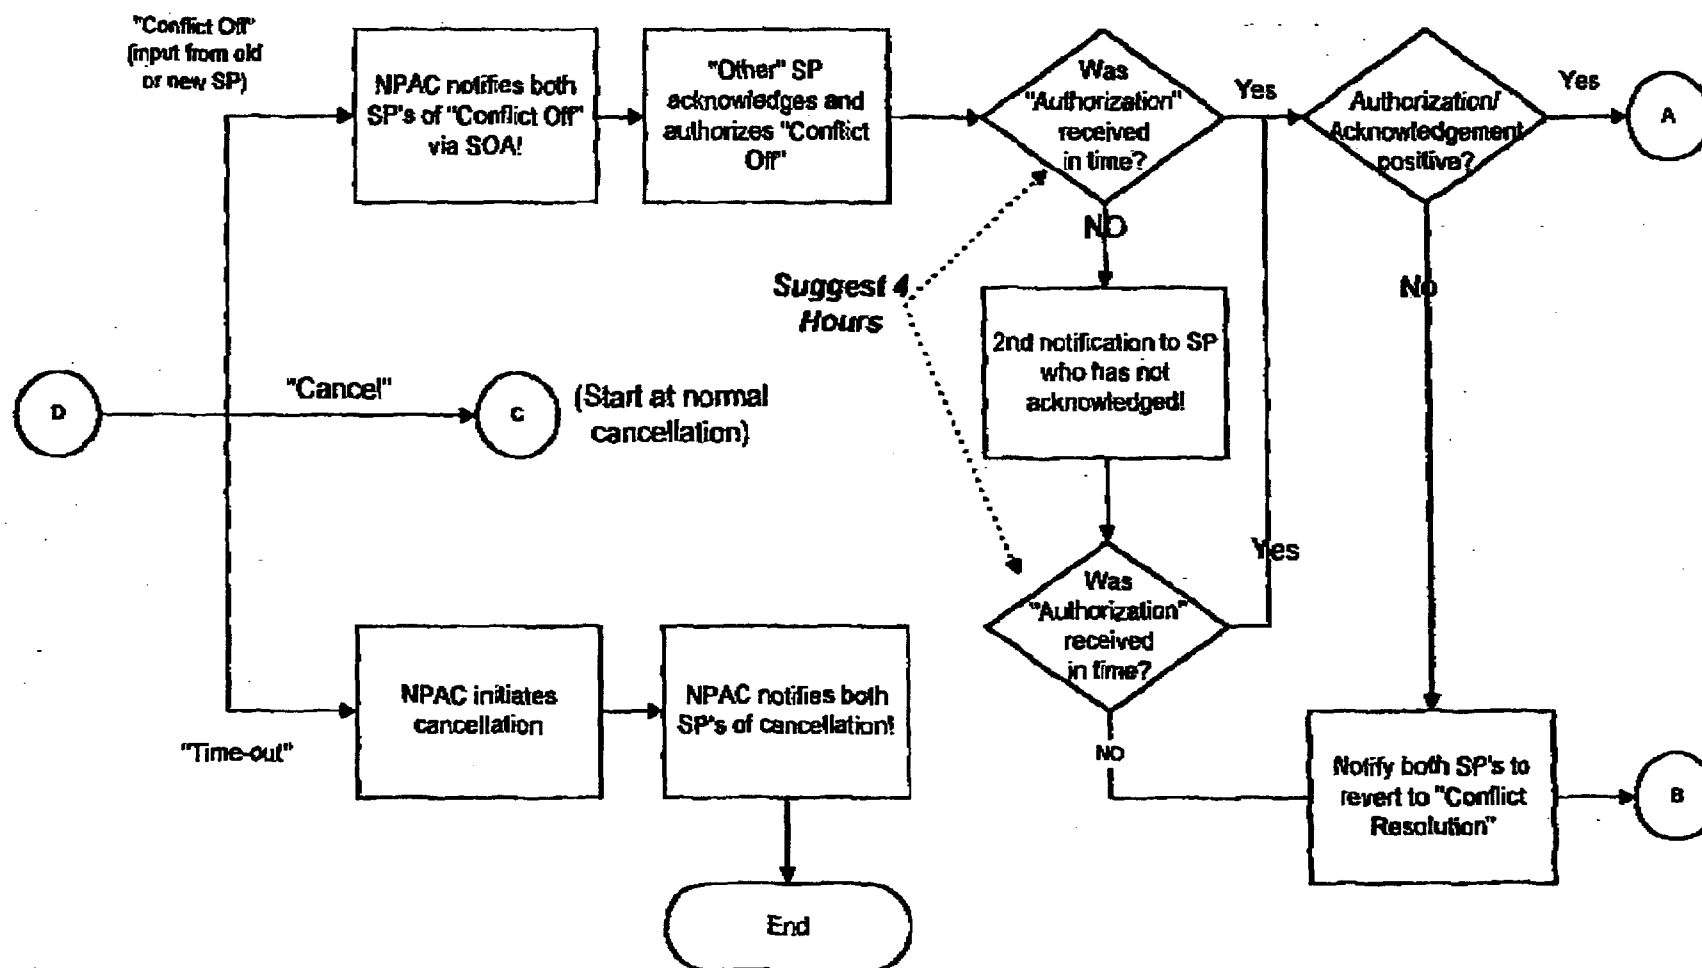 "Conflict Off"
(input from old
or new SP)
NPAC notifies both
SP's of "Conflict Off"
via SOA!
"Other" SP
acknowledges and
authorizes "Conflict
Off"
Was
"Authorization"
received
in time?
Yes
Authorization/
Acknowledgement
positive?
Yes
A
NO
No
Suggest 4
Hours
2nd notification to SP
who has not
acknowledged!
D
"Cancel"
C
(Start at normal
cancellation)
Yes
Was
"Authorization"
received
in time?
NO
"Time-out"
NPAC initiates
cancellation
NPAC notifies both
SP's of cancellation!
Notify both SP's to
revert to "Conflict
Resolution"
B
End